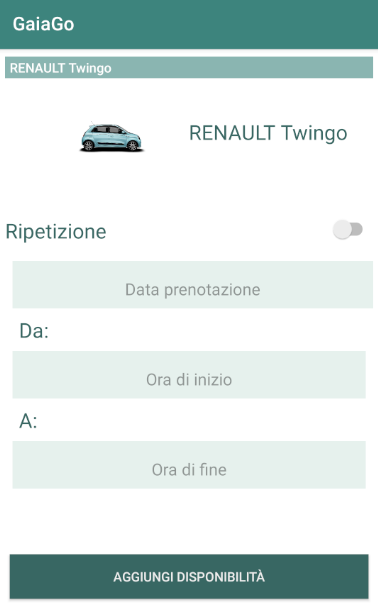 GaiaGo
RENAULT Twingo
RENAULT Twingo
Ripetizione
Data prenotazione
Da:
Ora di inizio
A:
Ora di fine
AGGIUNGI DISPONIBILITÀ